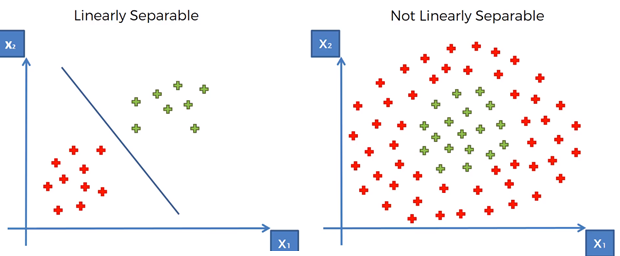 Linearly Separable
X₂
X₁
Not Linearly Separable
X₂
X₁